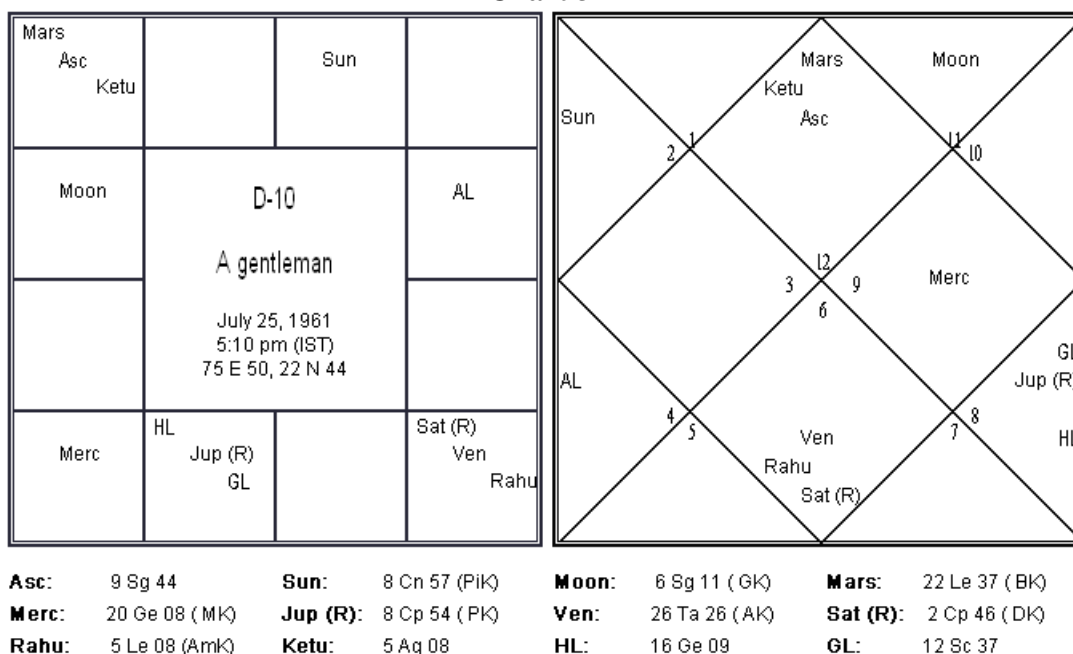 Mars
Asc
Ketu
Sun
Moon
AL
D-10
A gentleman
July 25, 1961
5:10 pm (IST)
75 E 50, 22 N 44
Merc
HL
Jup (R)
GL
Sat (R)
Ven
Rahu
Mars
Ketu
Asc
Moon
Sun
1
2
11
10
12
3
9
6
Merc
GL
Jup (R)
HL
AL
4
5
8
7
Ven
Rahu
Sat (R)
Asc: 9 Sg 44 Sun: 8 Cn 57 (PiK) Moon: 6 Sg 11 (GK) Mars: 22 Le 37 (BK)
Merc: 20 Ge 08 (MK) Jup (R): 8 Cp 54 (PK) Ven: 26 Ta 26 (AK) Sat (R): 2 Cp 46 (DK)
Rahu: 5 Le 08 (AmK) Ketu: 5 Aq 08 HL: 16 Ge 09 GL: 12 Sc 37